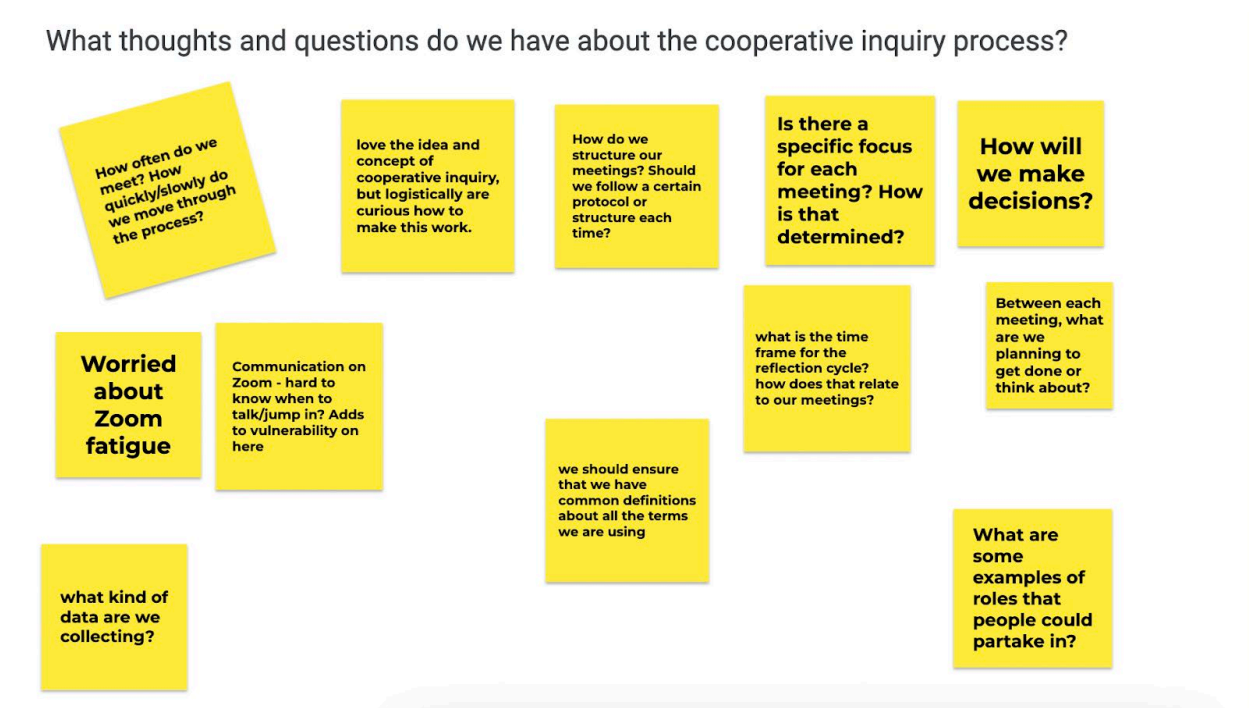 What thoughts and questions do we have about the cooperative inquiry process?
How often do we
meet? How
quickly/slowly do
we move through
the process?
love the idea and
concept of
cooperative inquiry,
but logistically are
curious how to
make this work.
How do we
structure our
meetings? Should
we follow a certain
protocol or
structure each
time?
Is there a
specific focus
for each
meeting? How
is that
determined?
How will
we make
decisions?
Worried
about
Zoom
fatigue
Communication on
Zoom - hard to
know when to
talk/jump in? Adds
to vulnerability on
here
what is the time
frame for the
reflection cycle?
how does that relate
to our meetings?
Between each
meeting, what
are we
planning to
get done or
think about?
we should ensure
that we have
common definitions
about all the terms
we are using
what kind of
data are we
collecting?
What are
some
examples of
roles that
people could
partake in?